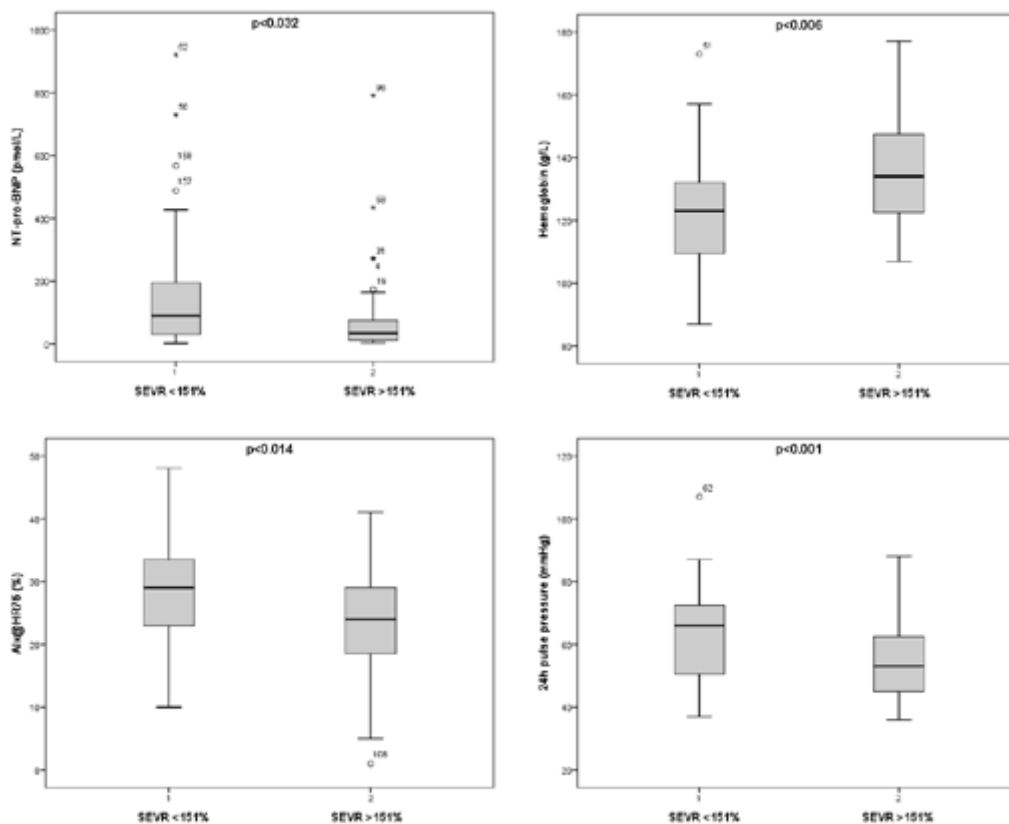 p<0.032
1000
800
600
400
200
0
NT-pro-BNP (pmol/L)
1
2
SEVR <151%
SEVR >151%
p<0.006
180
160
140
120
100
80
Hemoglobin (g/L)
51
1
2
SEVR <151%
SEVR >151%
p<0.014
50
40
30
20
10
0
AIx@HR75 (%)
108
1
2
SEVR <151%
SEVR >151%
p<0.001
120
100
80
60
40
20
24h pulse pressure (mmHg)
62
1
2
SEVR <151%
SEVR >151%